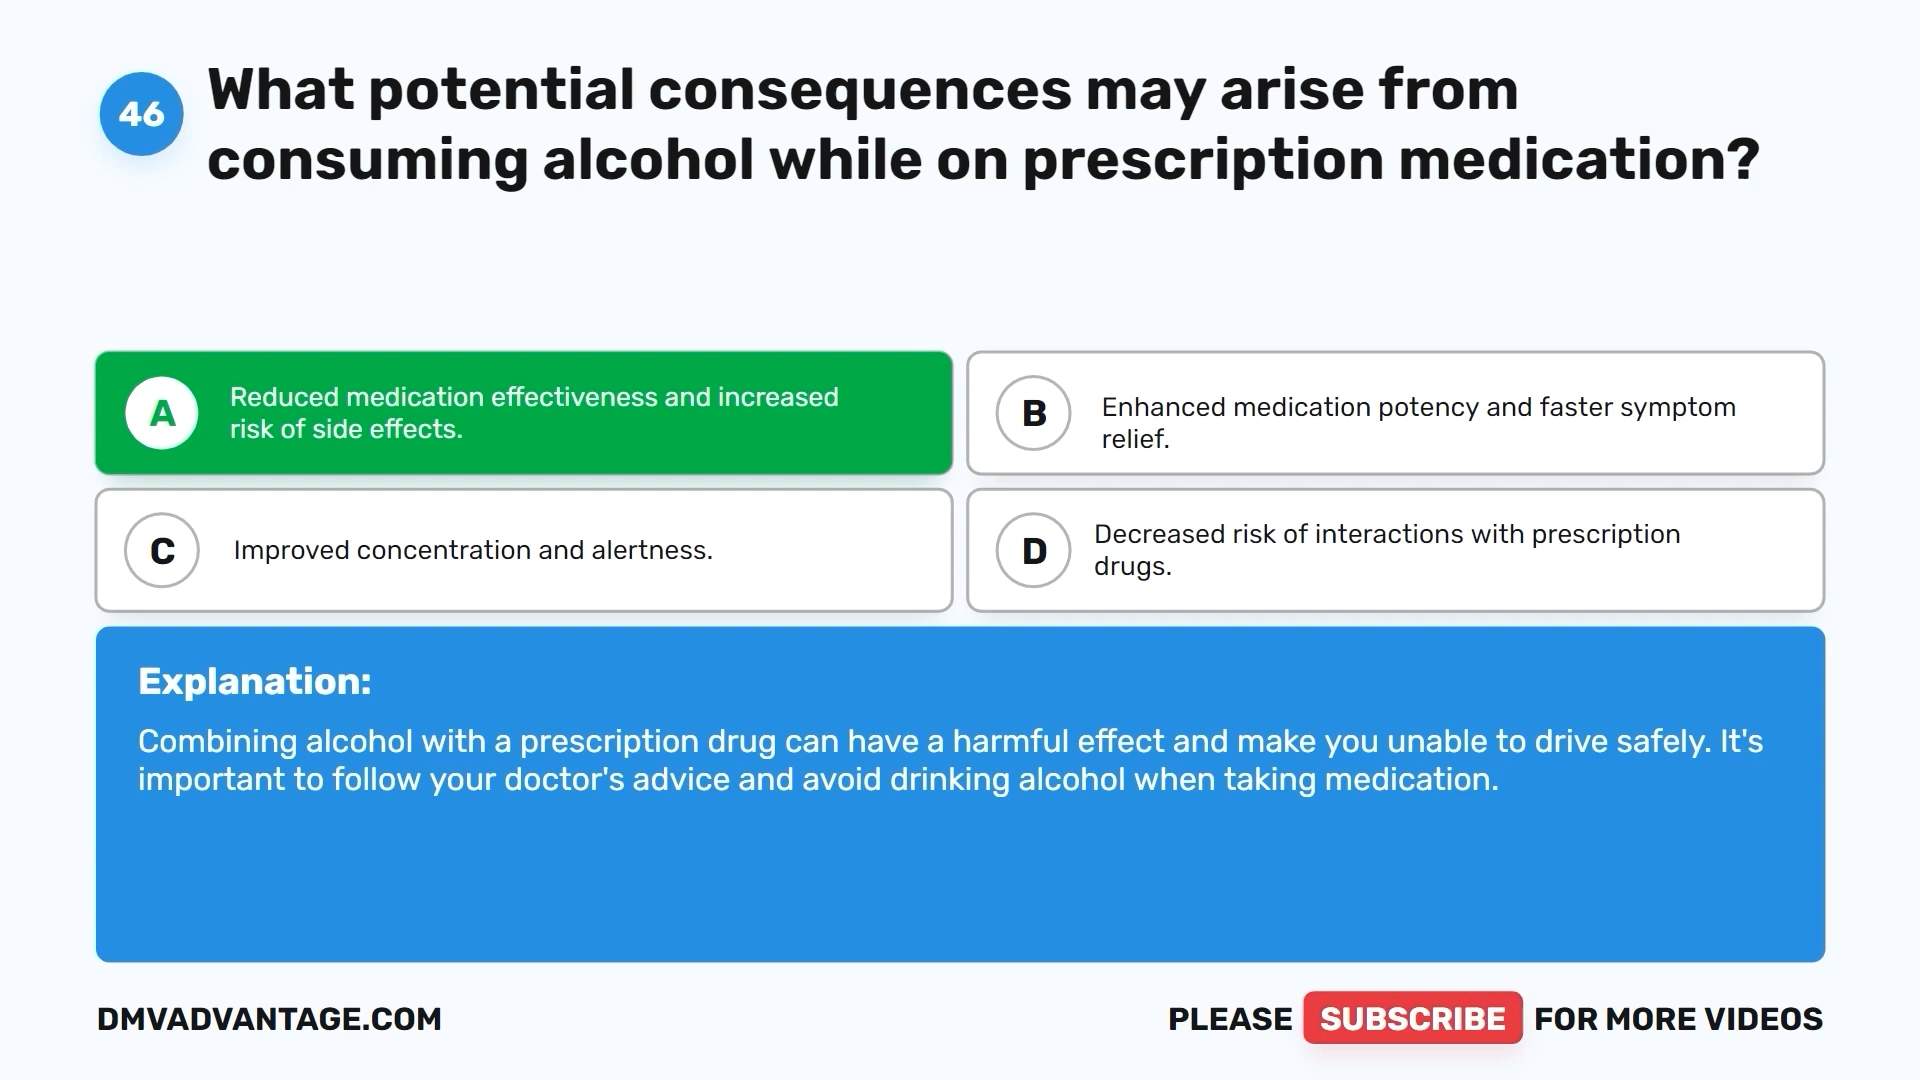 46
What potential consequences may arise from
consuming alcohol while on prescription medication?
A
Reduced medication effectiveness and increased
risk of side effects.
B
Enhanced medication potency and faster symptom
relief.
C
Improved concentration and alertness.
D
Decreased risk of interactions with prescription
drugs.
Explanation:
Combining alcohol with a prescription drug can have a harmful effect and make you unable to drive safely. It's
important to follow your doctor's advice and avoid drinking alcohol when taking medication.
DMVADVANTAGE.COM
PLEASE SUBSCRIBE FOR MORE VIDEOS